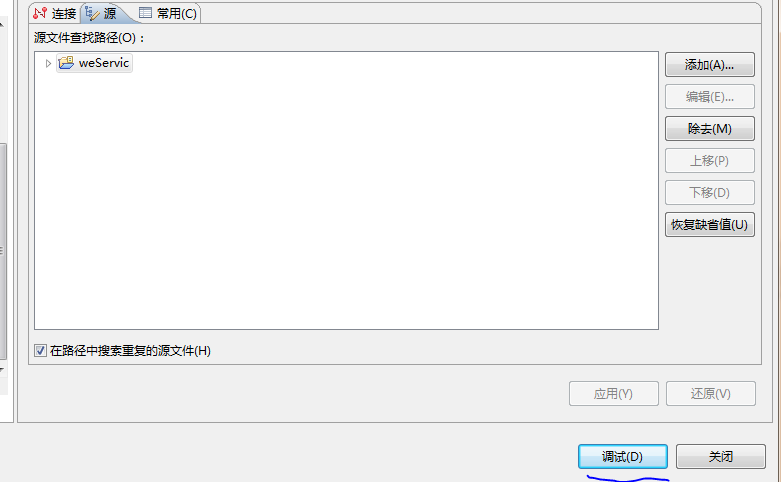 连接 源 常用(C)
源文件查找路径(O)：
weServic
添加(A)...
编辑(E)...
除去(M)
上移(P)
下移(D)
恢复缺省值(U)
在路径中搜索重复的源文件(H)
应用(Y) 还原(V)
调试(D) 关闭